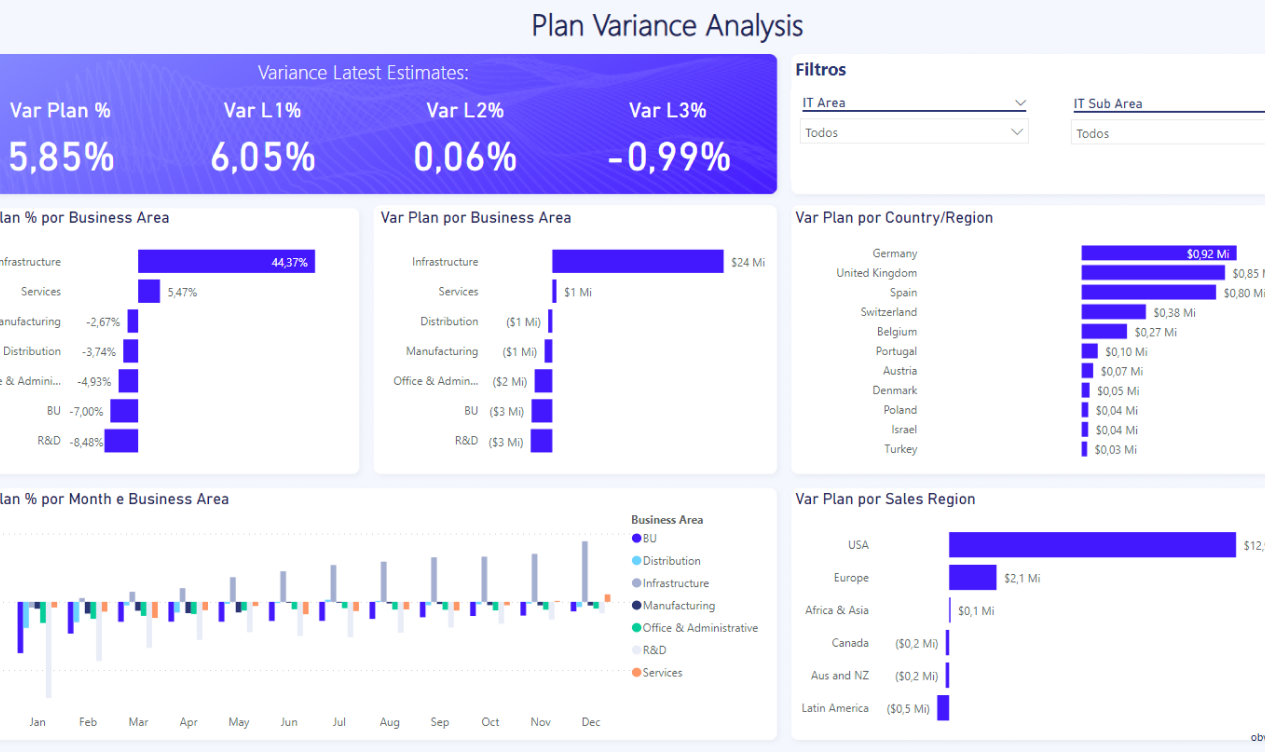 Plan Variance Analysis
Variance Latest Estimates:
Var Plan %
Var L1%
Var L2%
Var L3%
5,85%
6,05%
0,06%
-0,99%
Filtros
IT Area
Todos
IT Sub Area
Todos
lan % por Business Area
nfrastructure
44,37%
Services
5,47%
anufacturing
-2,67%
Distribution
-3,74%
e & Admini...
-4,93%
BU
-7,00%
R&D
-8,48%
Var Plan por Business Area
Infrastructure
$24 Mi
Services
$1 Mi
Distribution
($1 Mi)
Manufacturing
($1 Mi)
Office & Admin...
($2 Mi)
BU
($3 Mi)
R&D
($3 Mi)
Var Plan por Country/Region
Germany
$0,92 Mi
United Kingdom
$0,85 M
Spain
$0,80 Mi
Switzerland
$0,38 Mi
Belgium
$0,27 Mi
Portugal
$0,10 Mi
Austria
$0,07 Mi
Denmark
$0,05 Mi
Poland
$0,04 Mi
Israel
$0,04 Mi
Turkey
$0,03 Mi
lan % por Month e Business Area
Business Area
BU
Distribution
Infrastructure
Manufacturing
Office & Administrative
R&D
Services
Jan
Feb
Mar
Apr
May
Jun
Jul
Aug
Sep
Oct
Nov
Dec
Var Plan por Sales Region
USA
$12,
Europe
$2,1 Mi
Africa & Asia
$0,1 Mi
Canada
($0,2 Mi)
Aus and NZ
($0,2 Mi)
Latin America
($0,5 Mi)